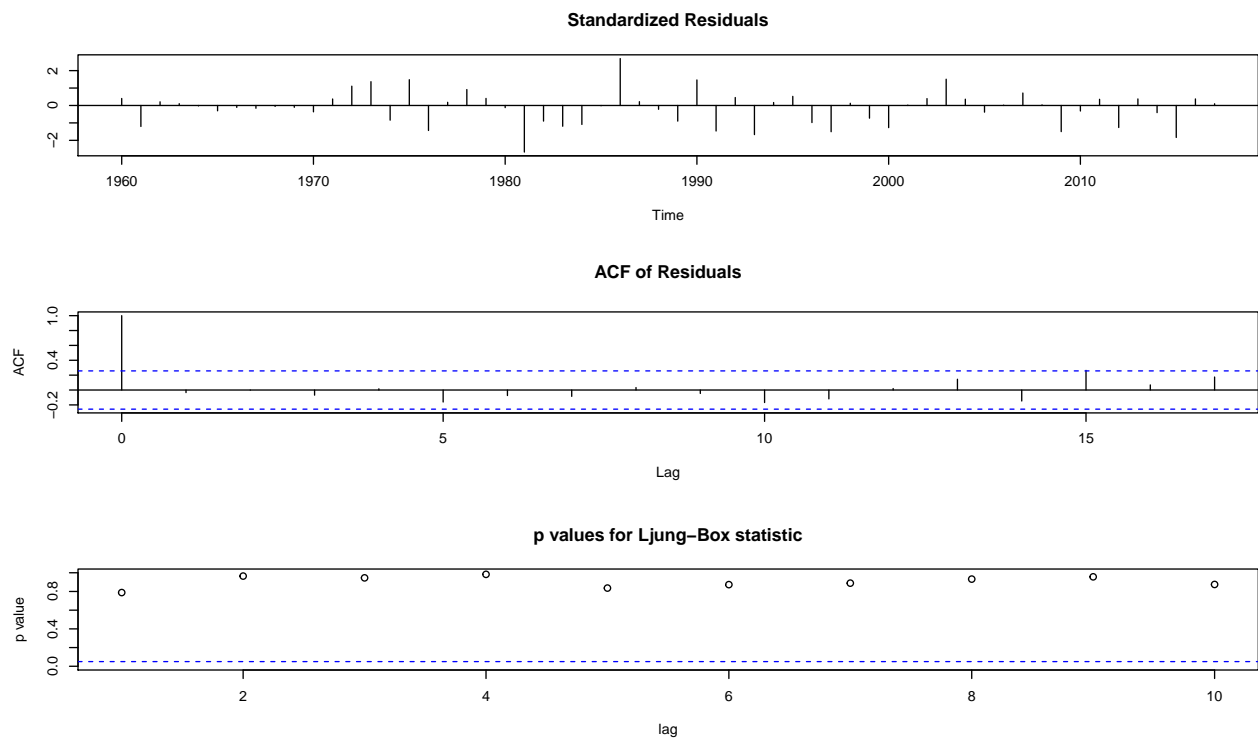 Standardized Residuals
2
0
−2
1960 1970 1980 1990 2000 2010
Time
ACF of Residuals
ACF
1.0
0.4
−0.2
0 5 10 15
Lag
p values for Ljung−Box statistic
p value
0.8
0.4
0.0
2 4 6 8 10
lag